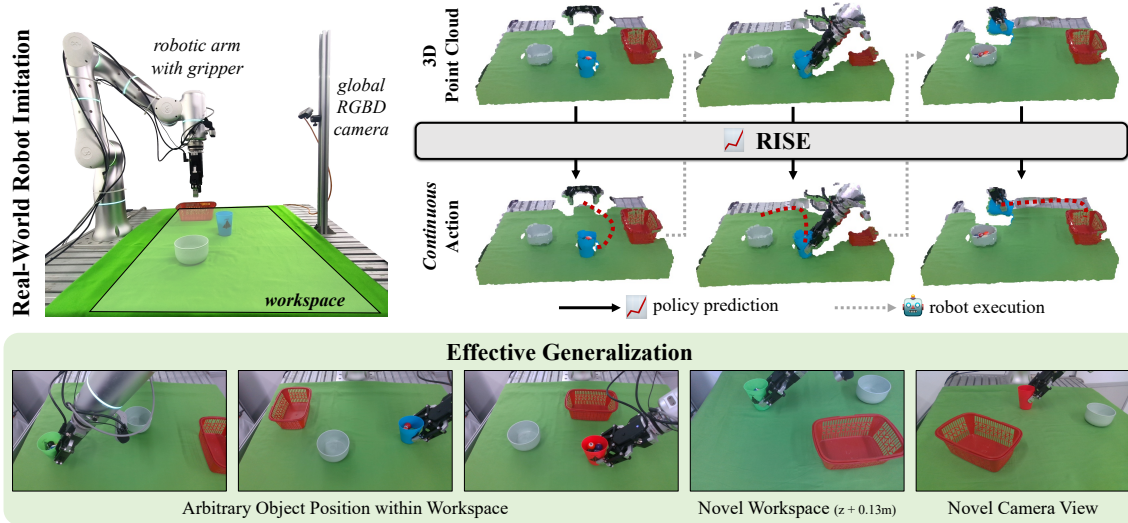 Real-World Robot Imitation
robotic arm
with gripper
global
RGBD
camera
workspace
3D
Point Cloud
RISE
Continuous
Action
policy prediction
robot execution
Effective Generalization
Arbitrary Object Position within Workspace
Novel Workspace (z + 0.13m)
Novel Camera View